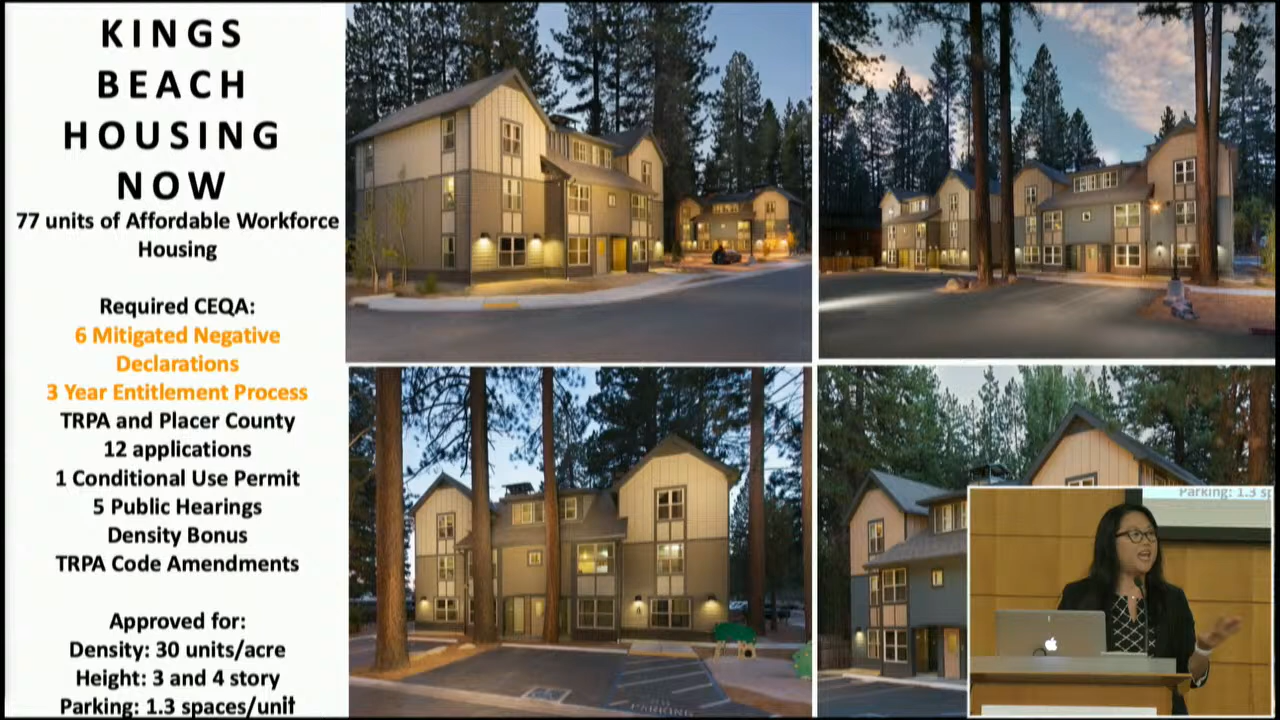 KINGS
BEACH
HOUSING
NOW
77 units of Affordable Workforce
Housing
Required CEQA:
6 Mitigated Negative
Declarations
3 Year Entitlement Process
TRPA and Placer County
12 applications
1 Conditional Use Permit
5 Public Hearings
Density Bonus
TRPA Code Amendments
Approved for:
Density: 30 units/acre
Height: 3 and 4 story
Parking: 1.3 spaces/unit
Parking: 1.3 sp
PARKING